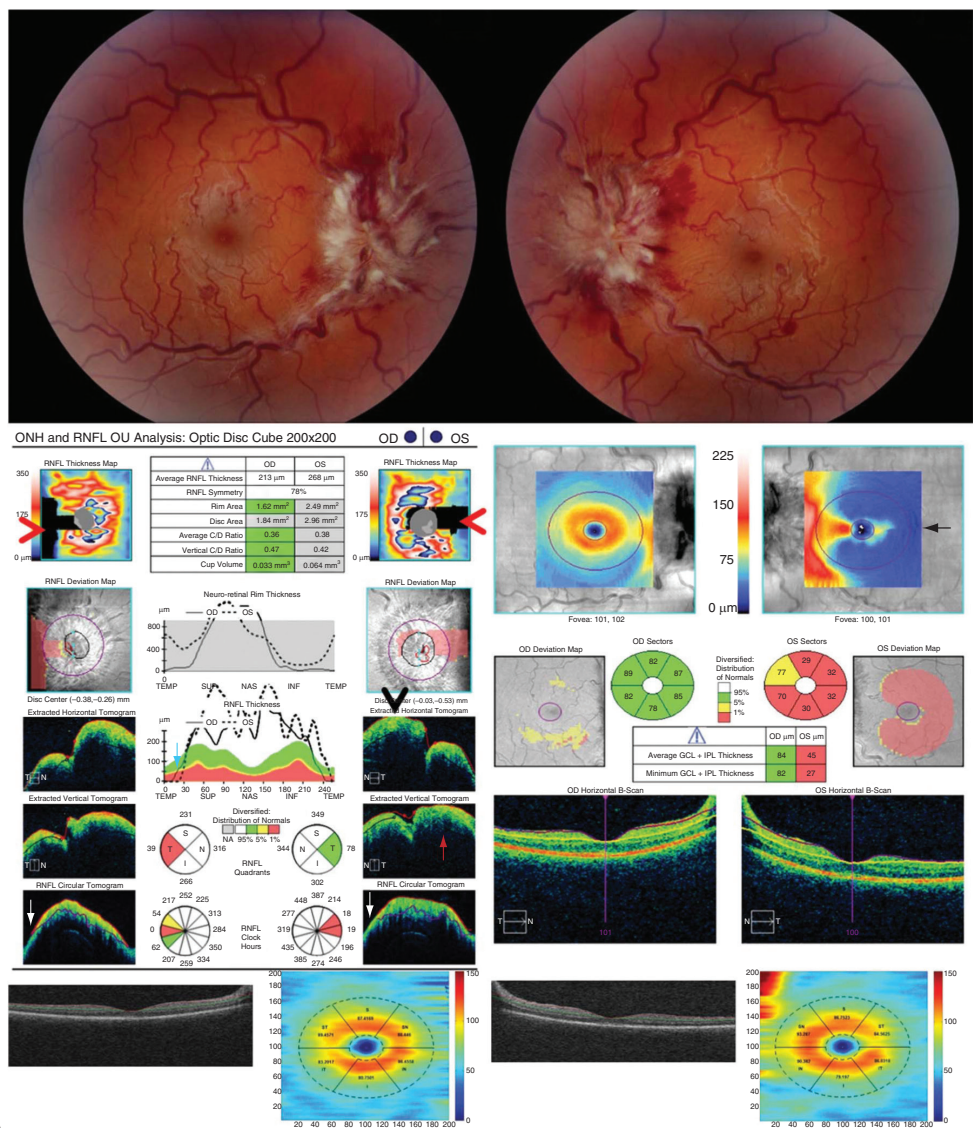 ONH and RNFL OU Analysis: Optic Disc Cube 200x200
OD OS
RNFL Thickness Map
350
175
0 μm
OD OS
Average RNFL Thickness 213 μm 268 μm
RNFL Symmetry 78%
Rim Area 1.62 mm² 2.49 mm²
Disc Area 1.84 mm² 2.96 mm²
Average C/D Ratio 0.36 0.38
Vertical C/D Ratio 0.47 0.42
Cup Volume 0.033 mm³ 0.064 mm³
RNFL Thickness Map
350
175
0 μm
RNFL Deviation Map
Disc Center (–0.38,–0.26) mm
Neuro-retinal Rim Thickness
μm OD OS
800
400
0
TEMP SUP NAS INF TEMP
RNFL Deviation Map
Disc Center (–0.03,–0.53) mm
Extracted Horizontal Tomogram
T N
RNFL Thickness
μm OD OS
200
100
0
0 30 60 90 120 150 180 210 240
TEMP SUP NAS INF TEMP
Extracted Horizontal Tomogram
Extracted Vertical Tomogram
T N
Diversified:
Distribution of Normals
NA 95% 5% 1%
231
39 T S N I 316
266
RNFL
Quadrants
349
344 N S T I 78
302
Extracted Vertical Tomogram
RNFL Circular Tomogram
252
217 225
54 313
0 284
62 350
207 334
259
RNFL
Clock
Hours
387
448 214
277 18
319 19
435 196
385 246
274
RNFL Circular Tomogram
225
150
75
0 μm
Fovea: 101, 102
Fovea: 100, 101
OD Deviation Map
OD Sectors
82
89 87
82 85
78
Diversified:
Distribution
of Normals
95%
5%
1%
OS Sectors
29
77 32
70 32
30
OS Deviation Map
OD μm OS μm
Average GCL + IPL Thickness 84 45
Minimum GCL + IPL Thickness 82 27
OD Horizontal B-Scan
T N
101
OS Horizontal B-Scan
N T
100
200
180
160
140
120
100
80
60
40
20
20 40 60 80 100 120 140 160 180 200
150
100
50
0
200
180
160
140
120
100
80
60
40
20
20 40 60 80 100 120 140 160 180 200
150
100
50
0